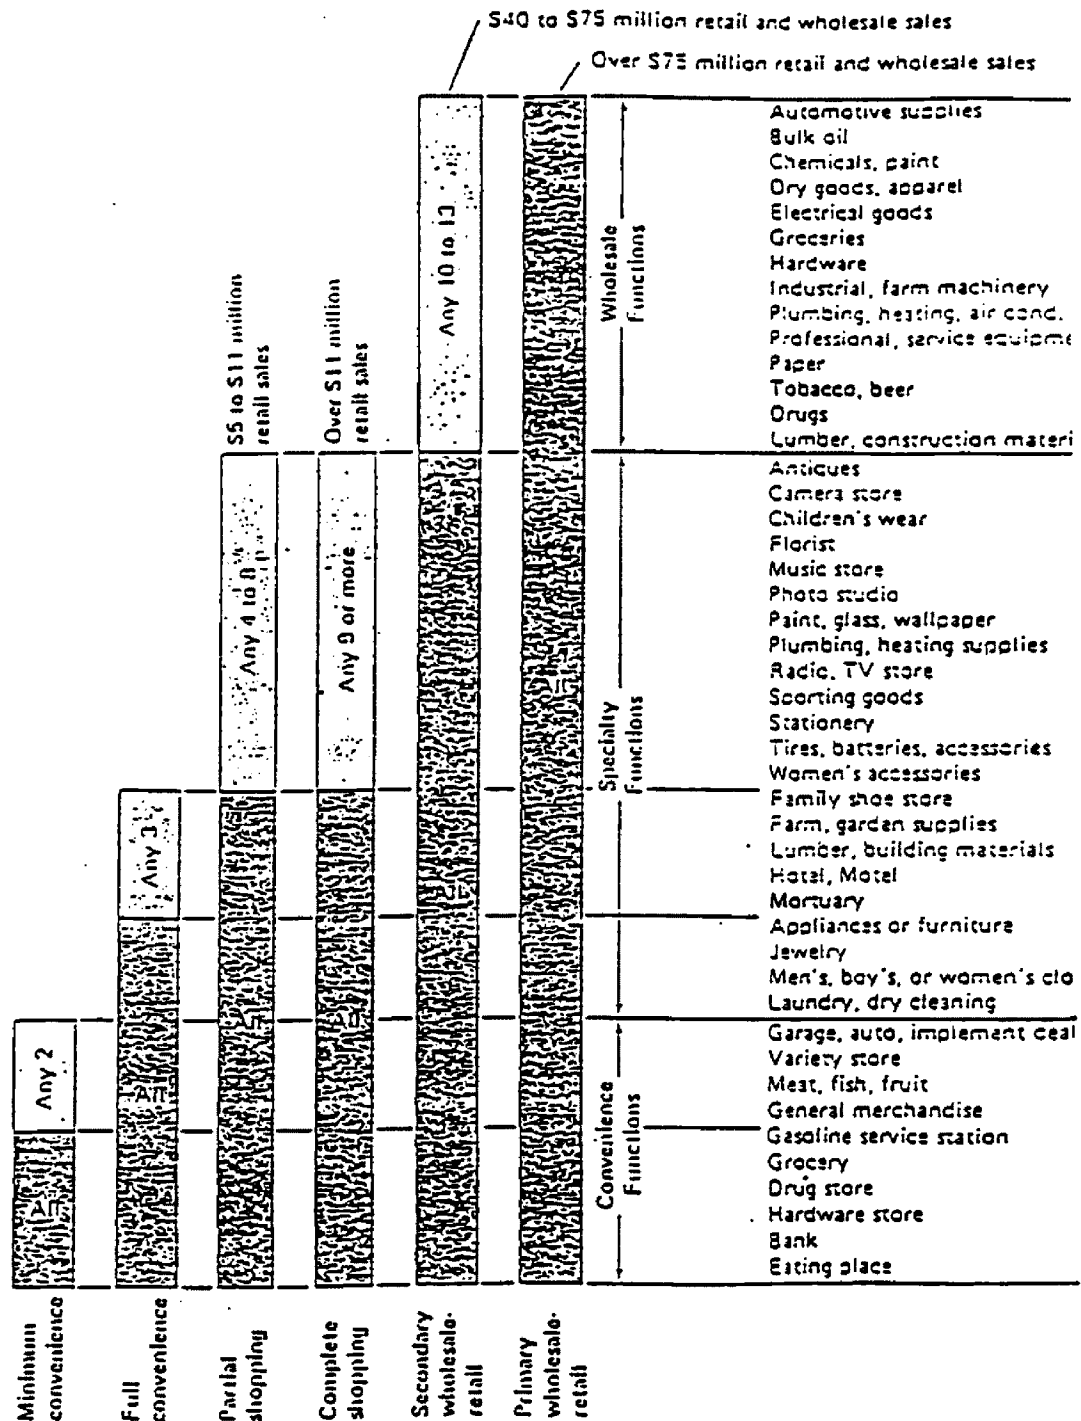 $40 to $75 million retail and wholesale sales
Over $75 million retail and wholesale sales
$5 to $11 million
retail sales
Over $11 million
retail sales
Any 10 to 13
Any 4 to 8
Any 9 or more
Any 3
Any 2
All
All
All
All
All
All
Wholesale
Functions
Specialty
Functions
Convenience
Functions
Automotive supplies
Bulk oil
Chemicals, paint
Dry goods, apparel
Electrical goods
Groceries
Hardware
Industrial, farm machinery
Plumbing, heating, air cond.
Professional, service equipme
Paper
Tobacco, beer
Drugs
Lumber, construction materi
Antiques
Camera store
Children's wear
Florist
Music store
Photo studio
Paint, glass, wallpaper
Plumbing, heating supplies
Radio, TV store
Sporting goods
Stationery
Tires, batteries, accessories
Women's accessories
Family shoe store
Farm, garden supplies
Lumber, building materials
Hotel, Motel
Mortuary
Appliances or furniture
Jewelry
Men's, boy's, or women's clo
Laundry, dry cleaning
Garage, auto, implement deal
Variety store
Meat, fish, fruit
General merchandise
Gasoline service station
Grocery
Drug store
Hardware store
Bank
Eating place
Minimum
convenience
Full
convenience
Partial
shopping
Complete
shopping
Secondary
wholesale-
retail
Primary
wholesale-
retail